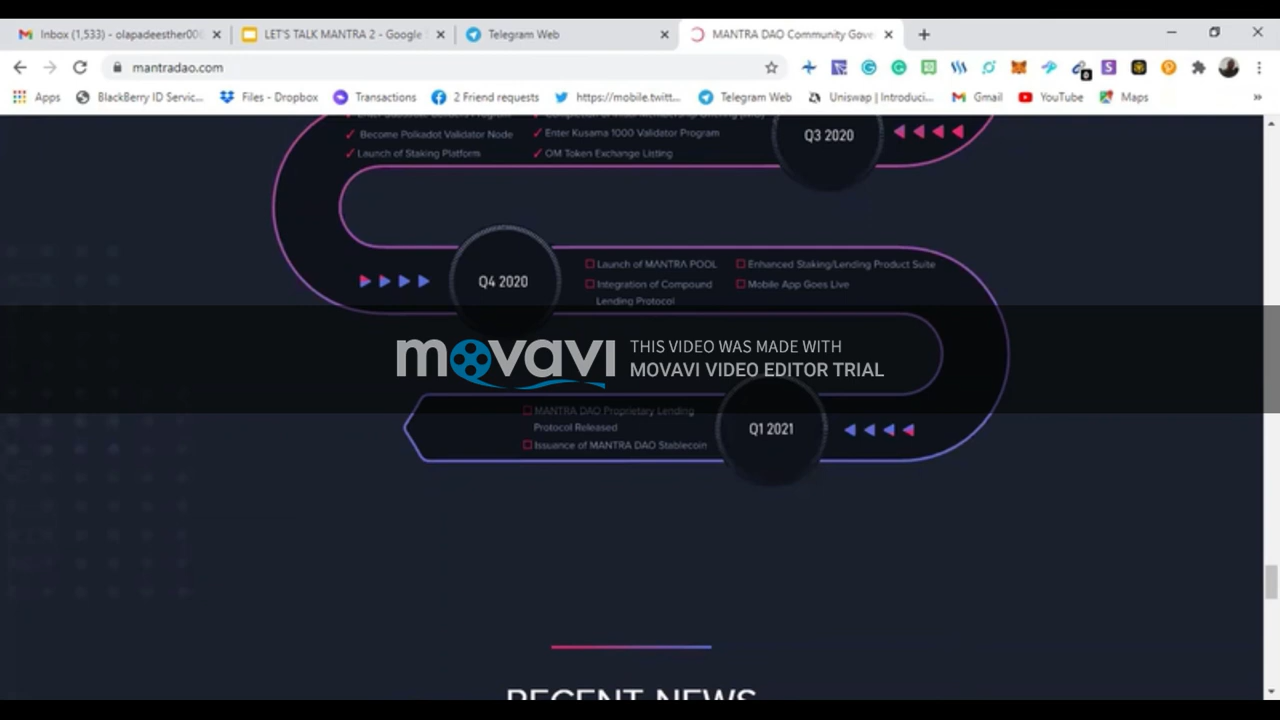 Inbox (1,533) - olapadeesther00
LET'S TALK MANTRA 2 - Google
Telegram Web
MANTRA DAO Community Gove
mantradao.com
Apps
BlackBerry ID Servic...
Files - Dropbox
Transactions
2 Friend requests
https://mobile.twitt...
Telegram Web
Uniswap | Introduci...
Gmail
YouTube
Maps
Become Polkadot Validator Node
Enter Kusama 1000 Validator Program
Launch of Staking Platform
OM Token Exchange Listing
Q3 2020
Q4 2020
Launch of MANTRA POOL
Enhanced Staking/Lending Product Suite
Integration of Compound
Lending Protocol
Mobile App Goes Live
movavi
THIS VIDEO WAS MADE WITH
MOVAVI VIDEO EDITOR TRIAL
MANTRA DAO Proprietary Lending
Protocol Released
Issuance of MANTRA DAO Stablecoin
Q1 2021
RECENT NEWS